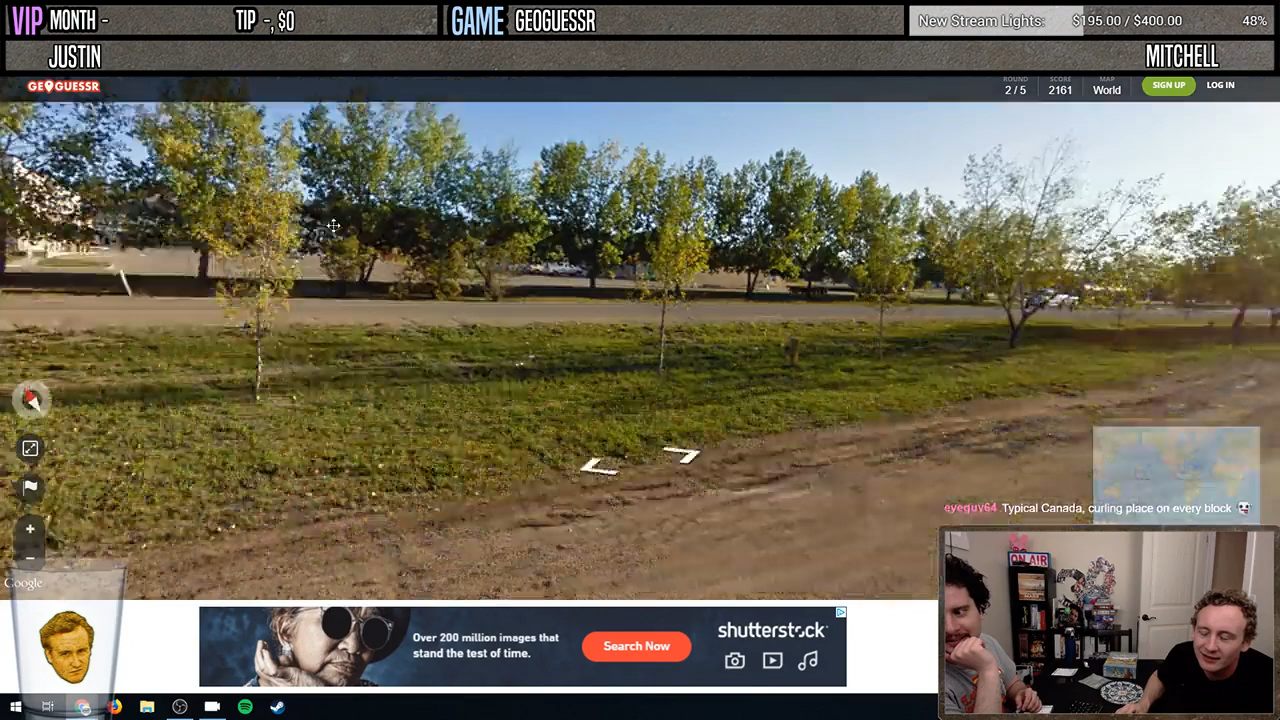 VIP MONTH - TIP -, $0 GAME GEOGUESSR New Stream Lights: $195.00 / $400.00 48%
JUSTIN MITCHELL
GEOGUESSR ROUND 2 / 5 SCORE 2161 MAP World SIGN UP LOG IN
eyeguy64 Typical Canada, curling place on every block
ON AIR
Google
Over 200 million images that
stand the test of time.
Search Now
shutterstock